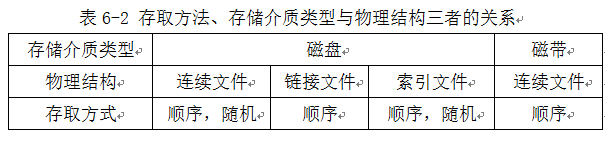 表 6-2 存取方法、存储介质类型与物理结构三者的关系
存储介质类型 磁盘 磁带
物理结构 连续文件 链接文件 索引文件 连续文件
存取方式 顺序，随机 顺序 顺序，随机 顺序